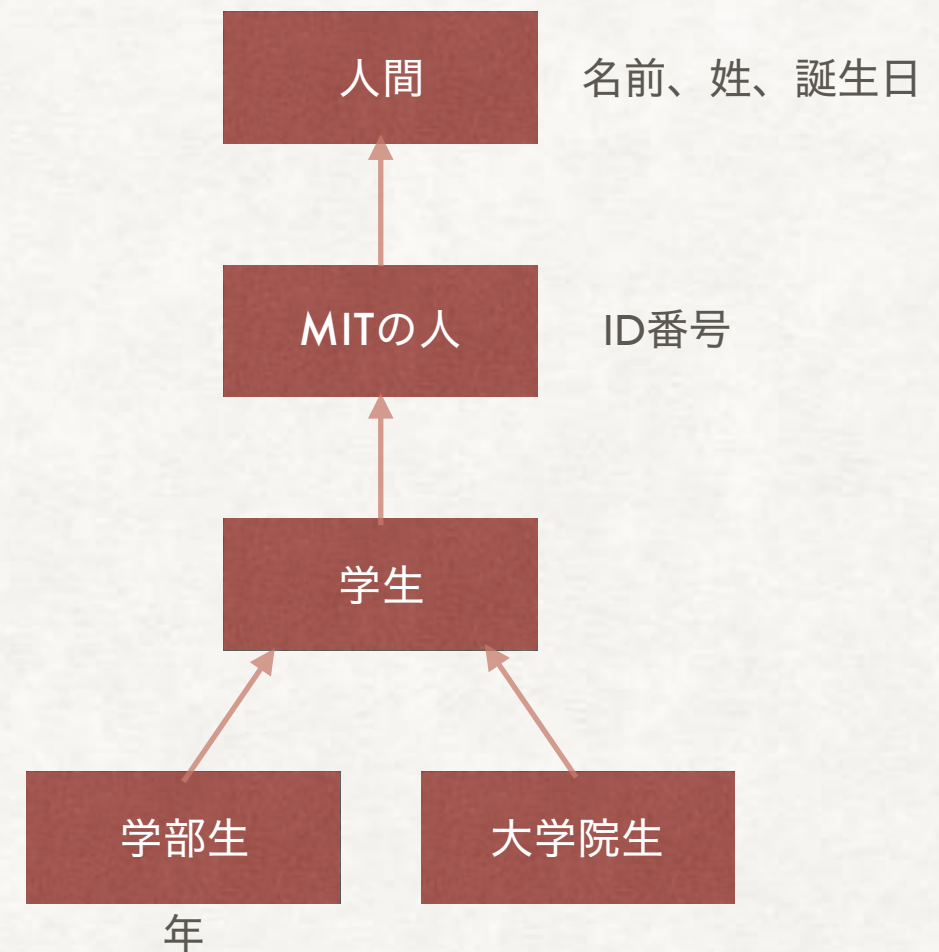 人間
名前、姓、誕生日
MITの人
ID番号
学生
学部生
大学院生
年